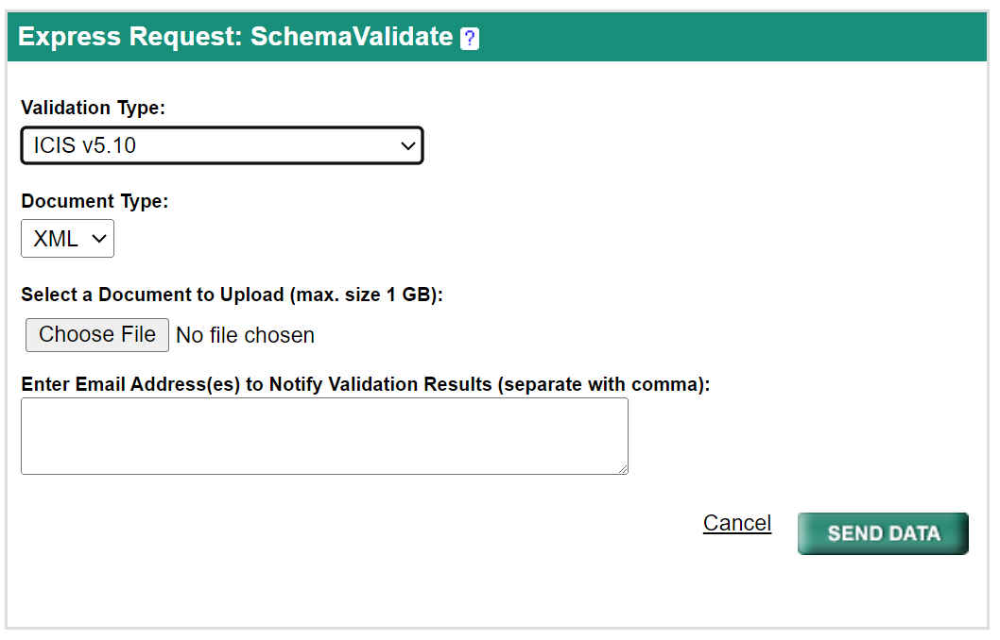 Express Request: SchemaValidate ?
Validation Type:
ICIS v5.10
Document Type:
XML
Select a Document to Upload (max. size 1 GB):
Choose File No file chosen
Enter Email Address(es) to Notify Validation Results (separate with comma):
Cancel SEND DATA